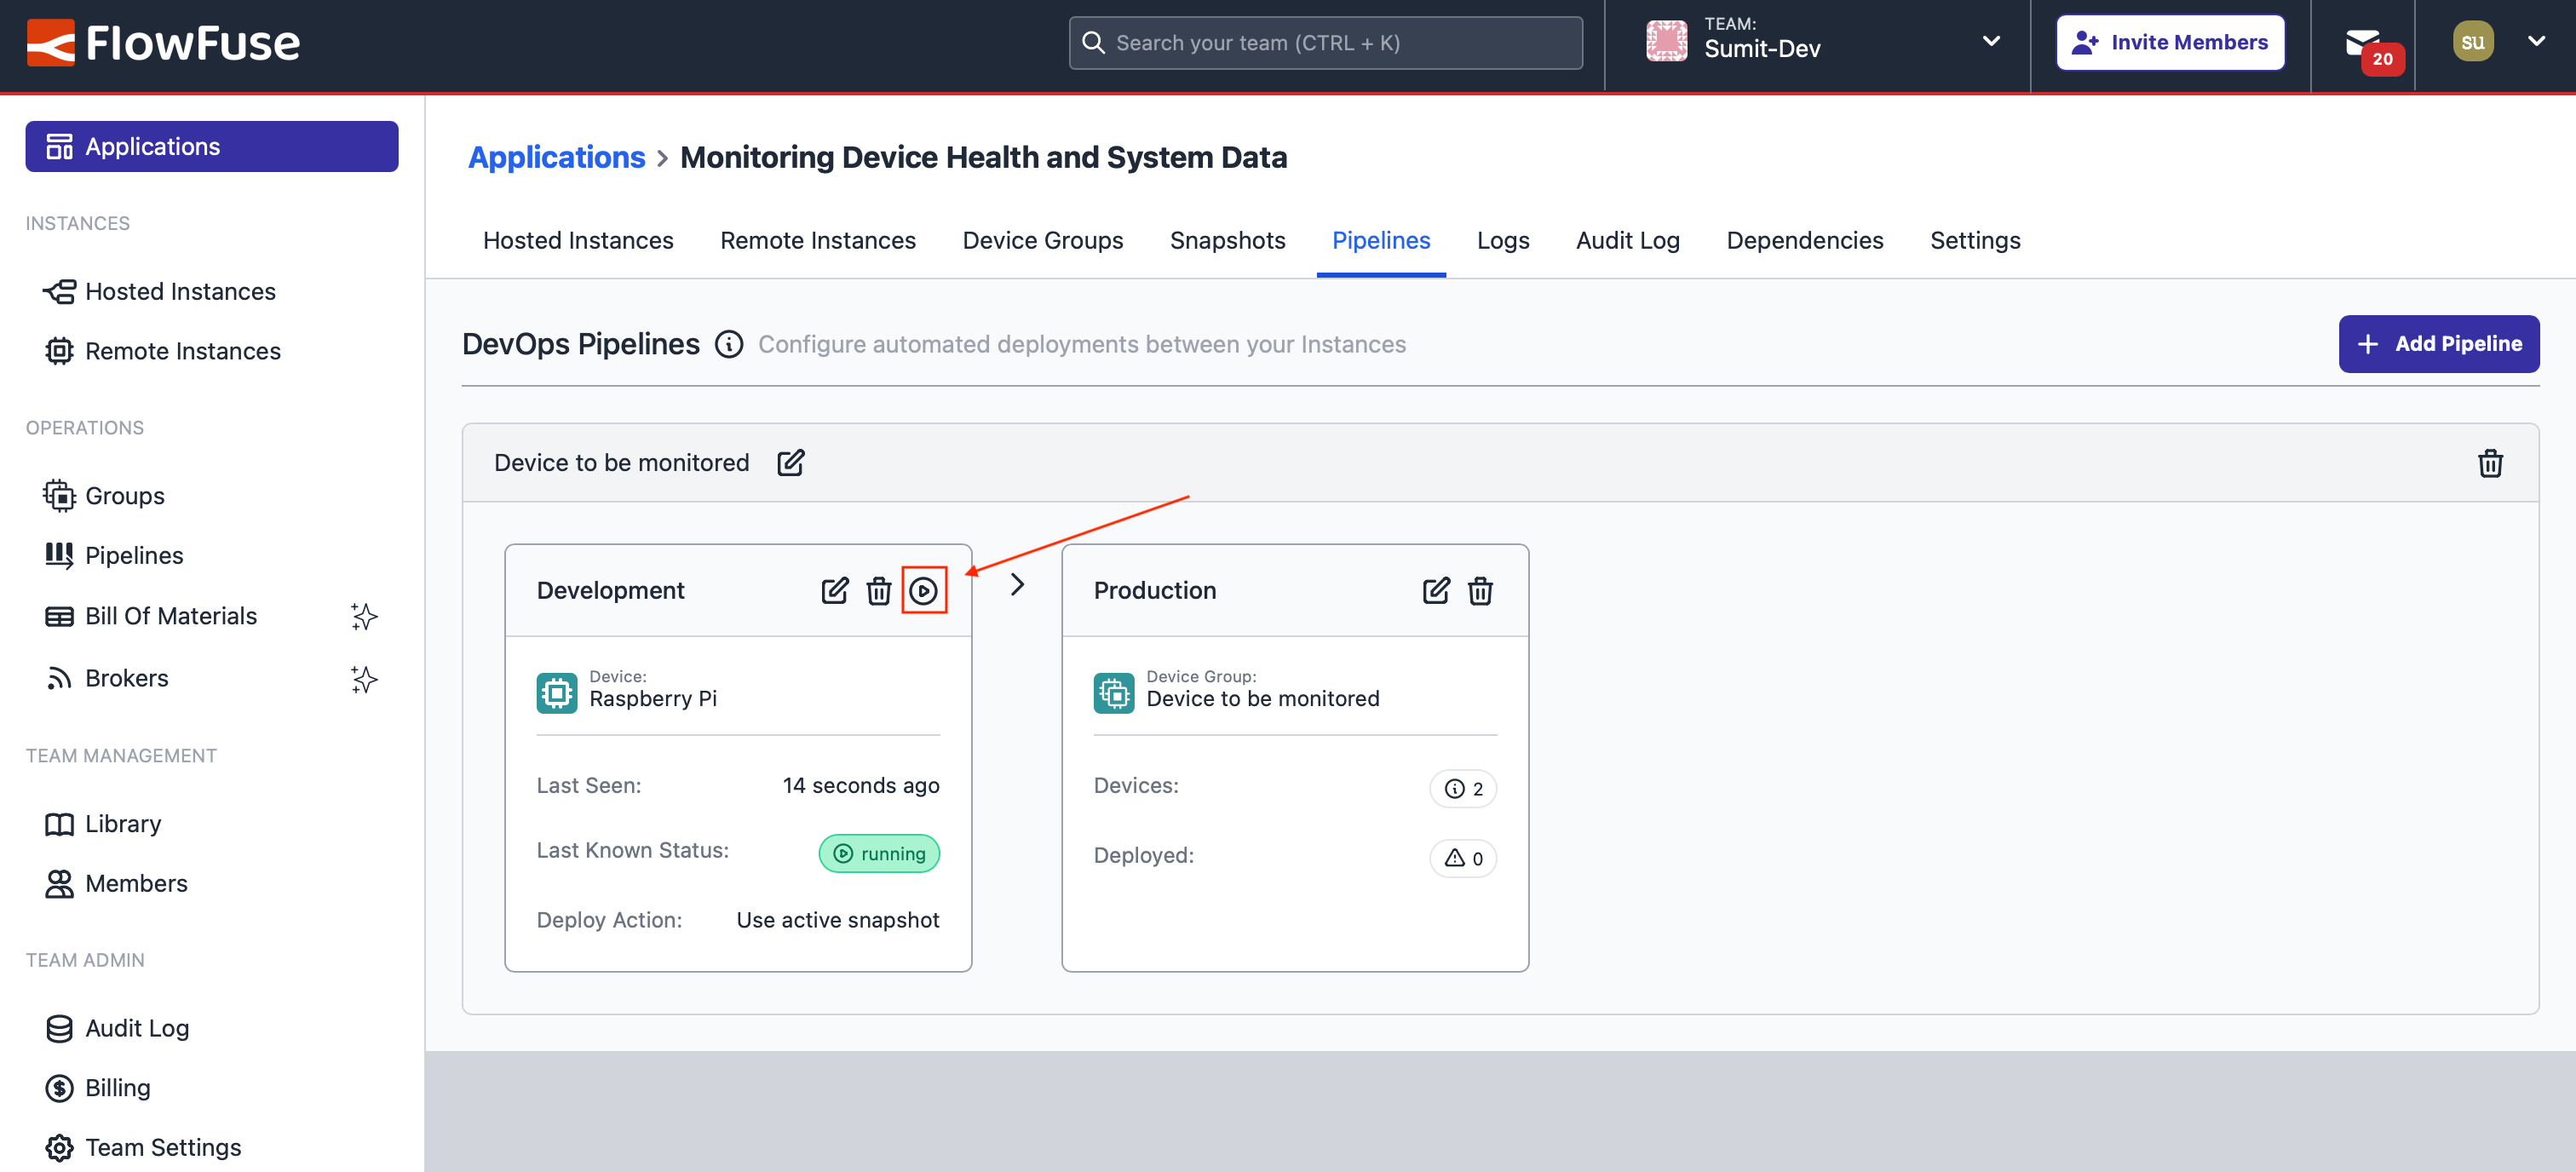 FlowFuse
Search your team (CTRL + K)
TEAM:
Sumit-Dev
Invite Members
20
su
Applications
INSTANCES
Hosted Instances
Remote Instances
OPERATIONS
Groups
Pipelines
Bill Of Materials
Brokers
TEAM MANAGEMENT
Library
Members
TEAM ADMIN
Audit Log
Billing
Team Settings
Applications > Monitoring Device Health and System Data
Hosted Instances Remote Instances Device Groups Snapshots Pipelines Logs Audit Log Dependencies Settings
DevOps Pipelines Configure automated deployments between your Instances
Add Pipeline
Device to be monitored
Development
Device:
Raspberry Pi
Last Seen: 14 seconds ago
Last Known Status: running
Deploy Action: Use active snapshot
Production
Device Group:
Device to be monitored
Devices: 2
Deployed: 0